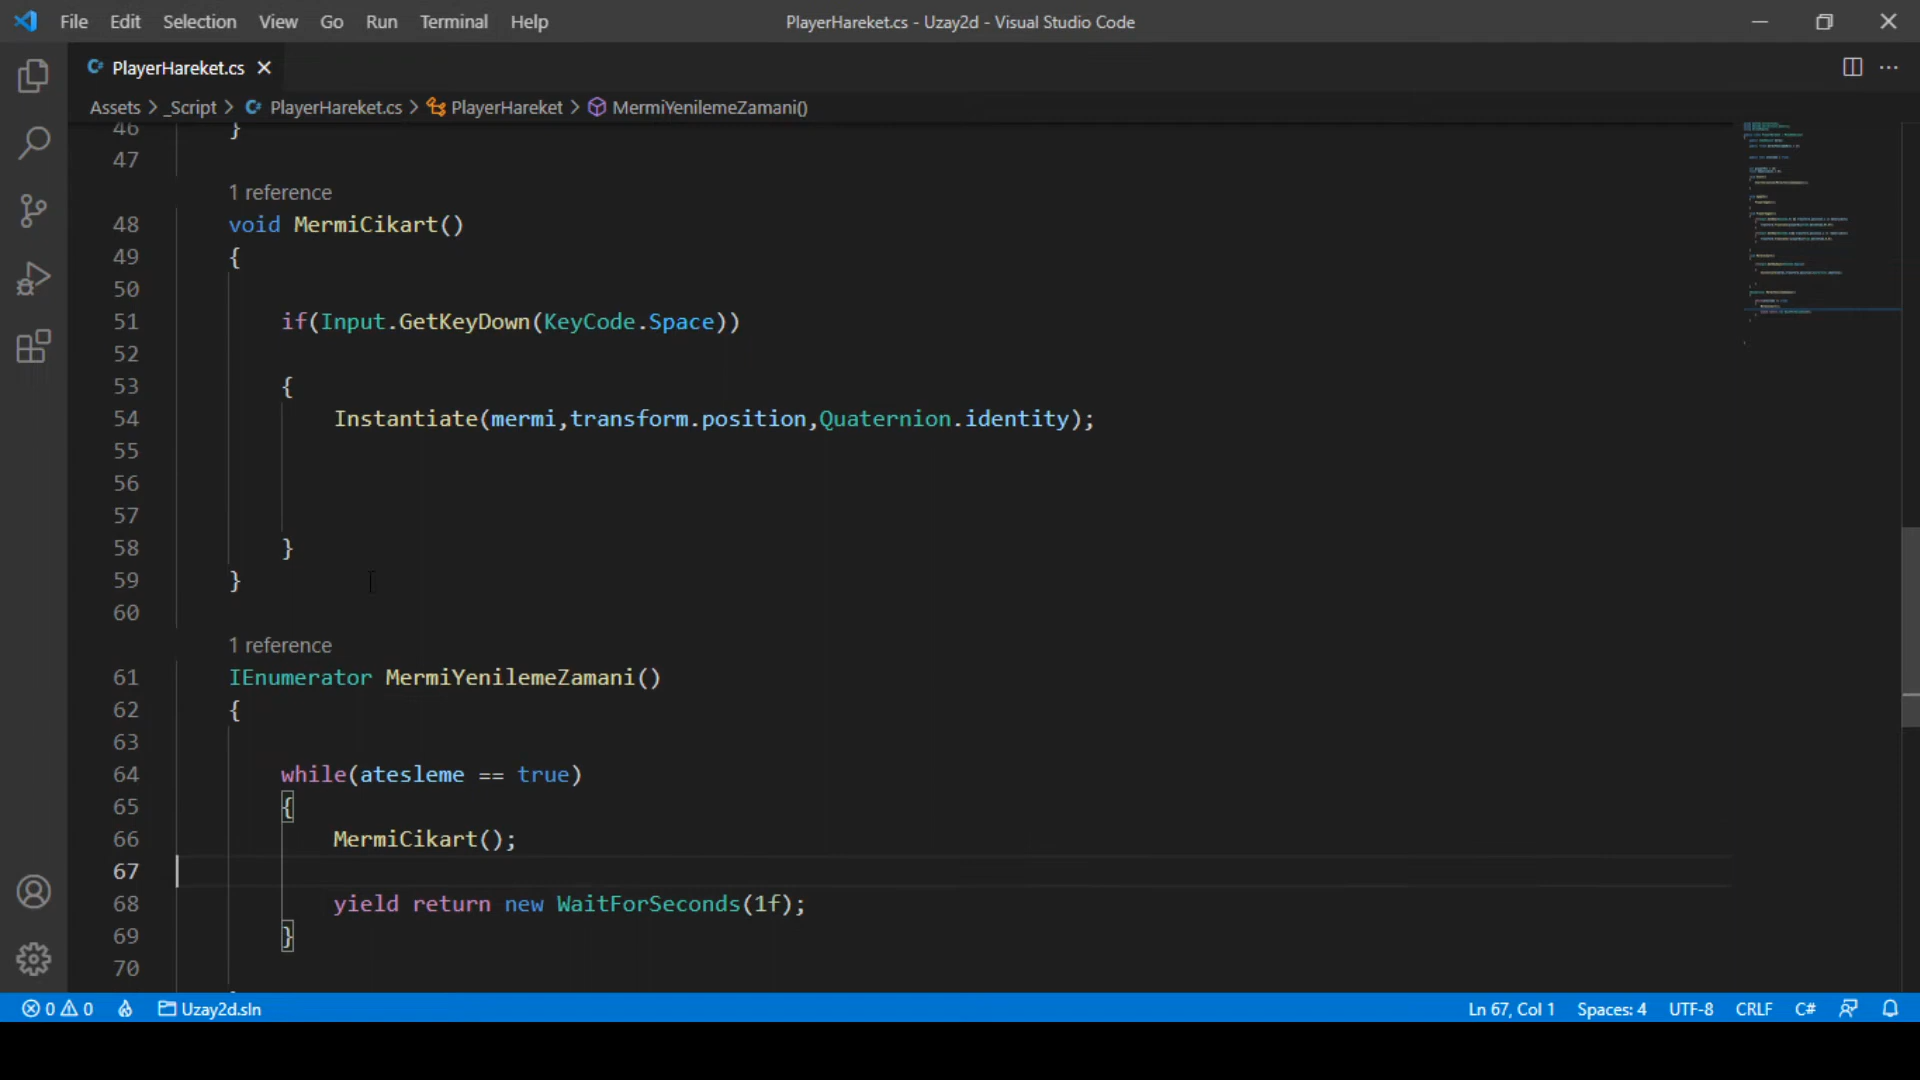 File Edit Selection View Go Run Terminal Help PlayerHareket.cs - Uzay2d - Visual Studio Code
PlayerHareket.cs
Assets > _Script > PlayerHareket.cs > PlayerHareket > MermiYenilemeZamani()
46 }
47
1 reference
48 void MermiCikart()
49 {
50
51 if(Input.GetKeyDown(KeyCode.Space))
52
53 {
54 Instantiate(mermi,transform.position,Quaternion.identity);
55
56
57
58 }
59 }
60
1 reference
61 IEnumerator MermiYenilemeZamani()
62 {
63
64 while(atesleme == true)
65 {
66 MermiCikart();
67
68 yield return new WaitForSeconds(1f);
69 }
70
0 0 Uzay2d.sln Ln 67, Col 1 Spaces: 4 UTF-8 CRLF C#